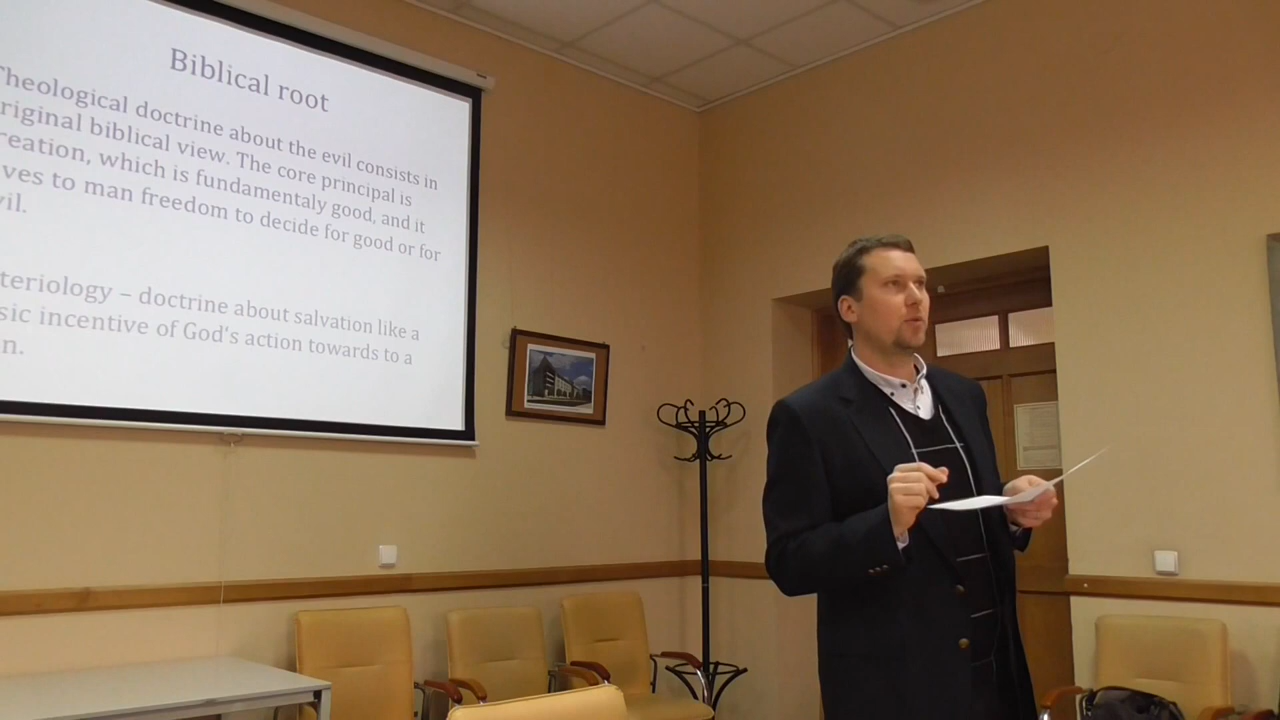 Biblical root
Theological doctrine about the evil consists in
riginal biblical view. The core principal is
reation, which is fundamentaly good, and it
ves to man freedom to decide for good or for
vil.
teriology – doctrine about salvation like a
sic incentive of God's action towards to a
n.